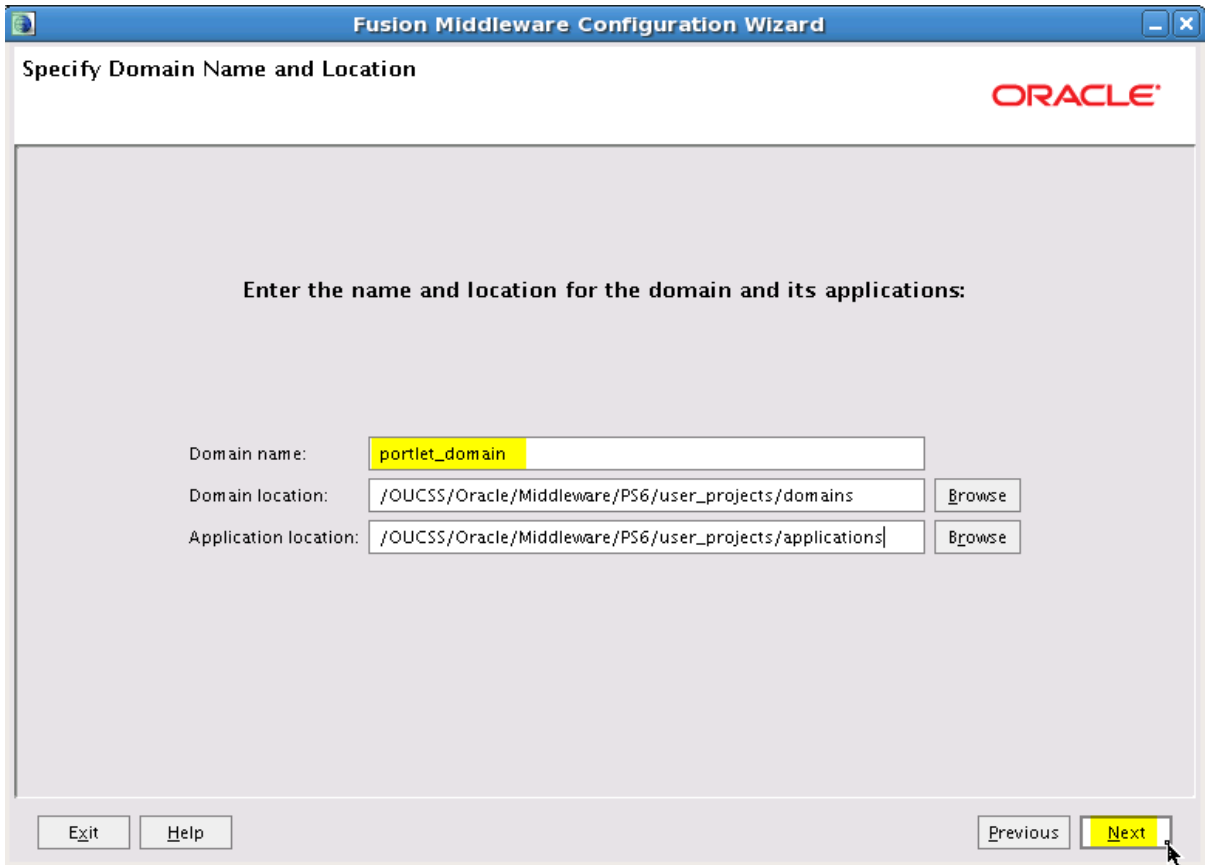 Fusion Middleware Configuration Wizard
Specify Domain Name and Location
ORACLE
Enter the name and location for the domain and its applications:
Domain name: portlet_domain
Domain location: /OUCSS/Oracle/Middleware/PS6/user_projects/domains Browse
Application location: /OUCSS/Oracle/Middleware/PS6/user_projects/applications Browse
Exit Help Previous Next